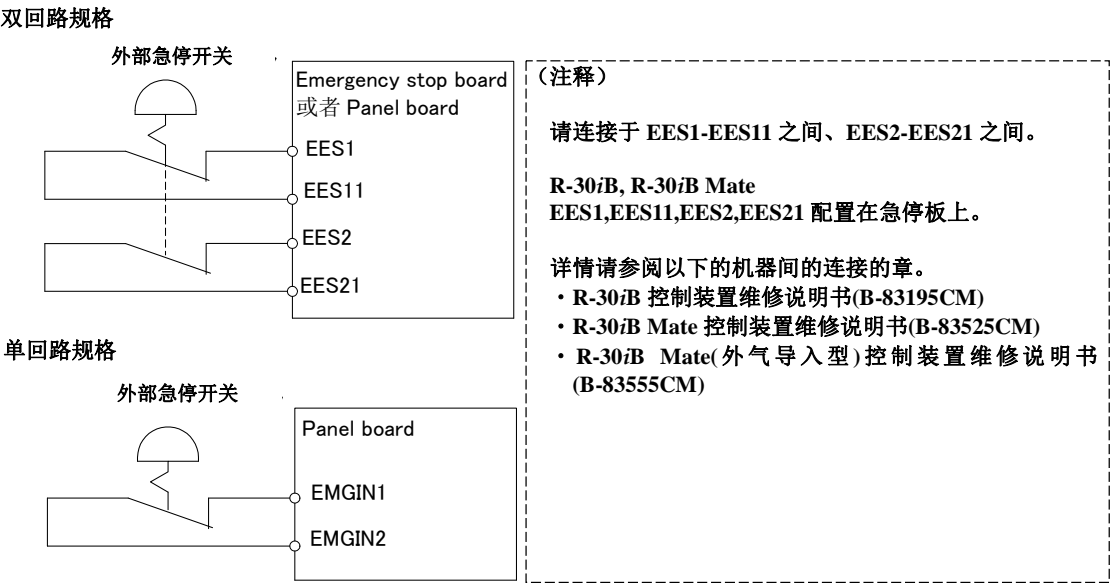 双回路规格
外部急停开关
Emergency stop board
或者 Panel board
EES1
EES11
EES2
EES21
单回路规格
外部急停开关
Panel board
EMGIN1
EMGIN2
（注释）
请连接于 EES1-EES11 之间、EES2-EES21 之间。
R-30iB, R-30iB Mate
EES1,EES11,EES2,EES21 配置在急停板上。
详情请参阅以下的机器间的连接的章。
・R-30iB 控制装置维修说明书(B-83195CM)
・R-30iB Mate 控制装置维修说明书(B-83525CM)
・R-30iB Mate(外气导入型)控制装置维修说明书
(B-83555CM)